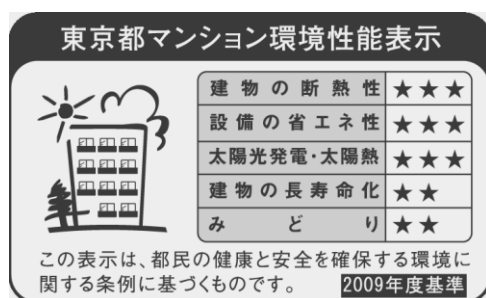 東京都マンション環境性能表示
建物の断熱性 ★★★
設備の省エネ性 ★★★
太陽光発電・太陽熱 ★★★
建物の長寿命化 ★★
みどり ★★
この表示は、都民の健康と安全を確保する環境に
関する条例に基づくものです。 2009年度基準